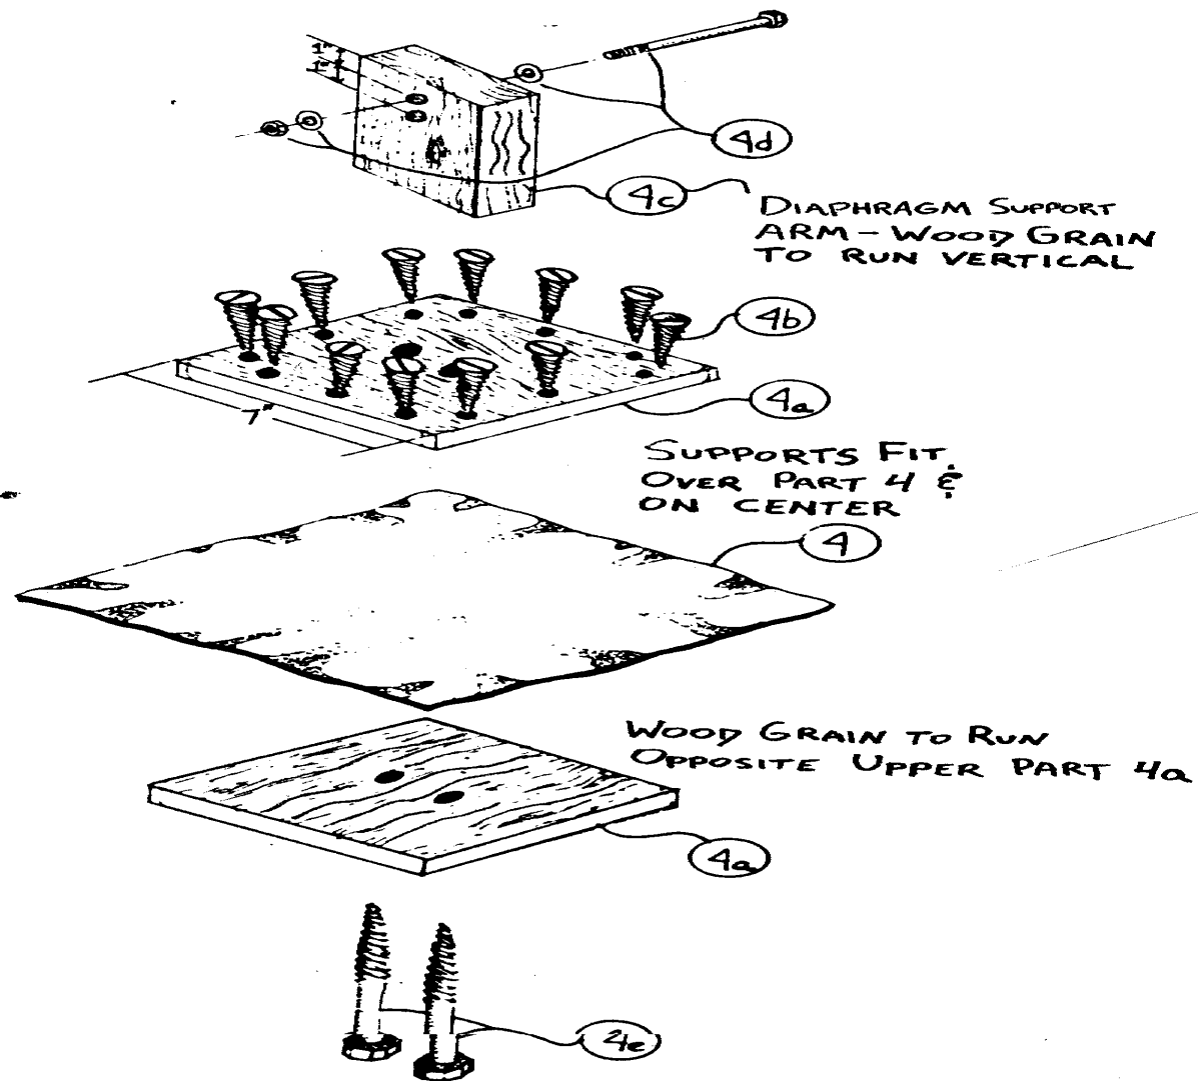 1"
1"
4d
4c
DIAPHRAGM SUPPORT
ARM - WOOD GRAIN
TO RUN VERTICAL
4b
4a
7"
SUPPORTS FIT
OVER PART 4 &
ON CENTER
4
WOOD GRAIN TO RUN
OPPOSITE UPPER PART 4a
4a
4e